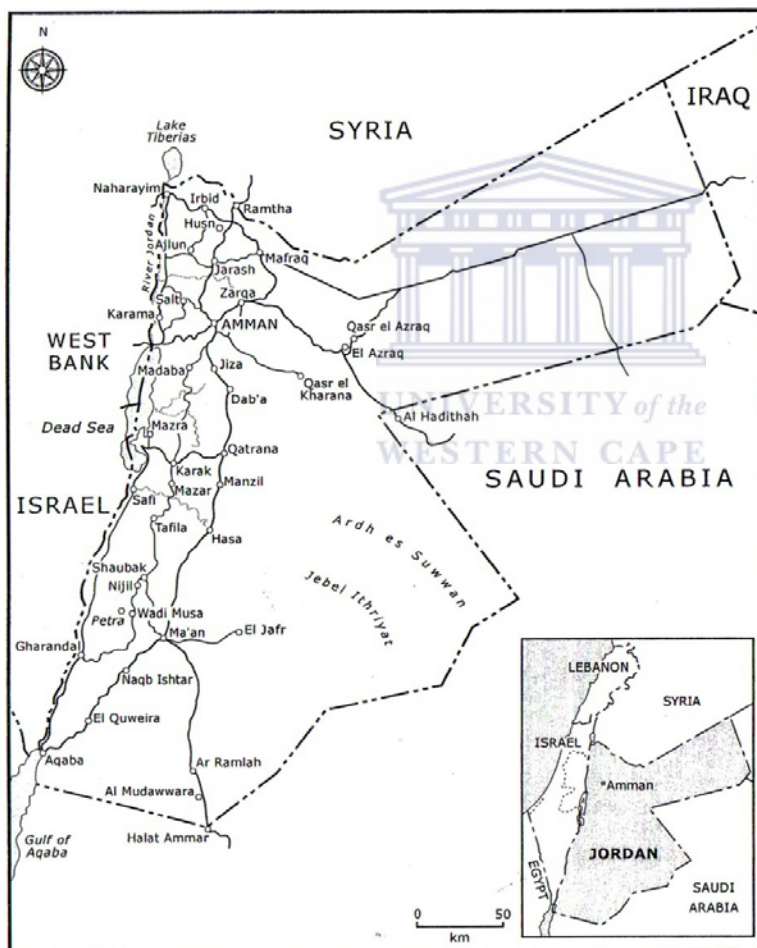 N
Lake
Tiberias
SYRIA
IRAQ
Naharayim
Irbid
Ramtha
Husn
River Jordan
Ajlun
Mafraq
Jarash
Salt
Zarqa
Karama
AMMAN
Qasr el Azraq
WEST
BANK
El Azraq
Madaba
Jiza
Qasr el
Kharana
Dab'a
UNIVERSITY of the
Al Hadithah
Dead Sea
Mazra
WESTERN CAPE
Qatrana
Karak
SAUDI ARABIA
ISRAEL
Safi
Mazar
Manzil
Tafila
Hasa
Ardh es Suwwan
Shaubak
Jebel Ithriyat
Nijil
Petra
Wadi Musa
Ma'an
El Jafr
Gharandal
Naqb Ishtar
El Quweira
Aqaba
Ar Ramlah
Al Mudawwara
Gulf of
Aqaba
Halat Ammar
LEBANON
SYRIA
ISRAEL
Amman
JORDAN
EGYPT
SAUDI
ARABIA
0 50
km